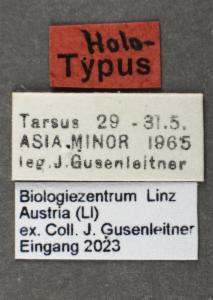 Holo-
Typus
Tarsus 29 - 31.5.
ASIA.MINOR 1965
leg. J. Gusenleitner
Biologiezentrum Linz
Austria (LI)
ex. Coll. J. Gusenleitner
Eingang 2023